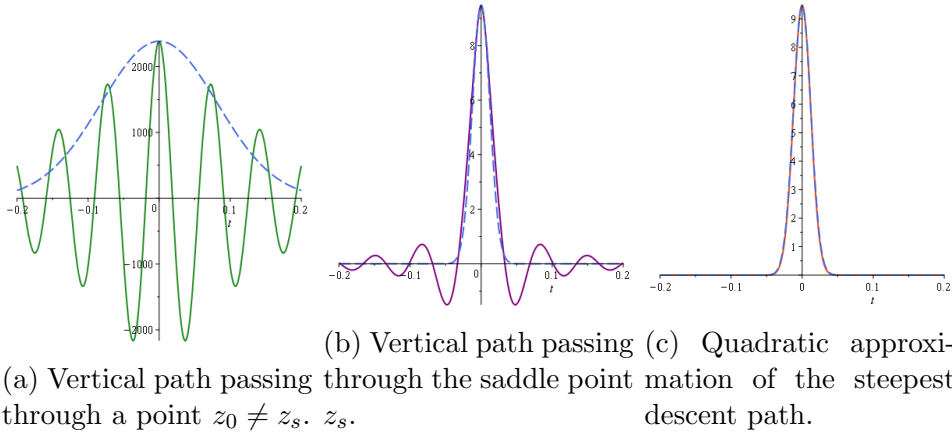 2000
1000
−0.2
−0.1
0
0.1
0.2
t
−1000
−2000
8
6
4
2
−0.2
−0.1
0
0.1
0.2
t
9
8
7
6
5
4
3
2
1
−0.2
−0.1
0
0.1
0.2
t
(a) Vertical path passing
through a point z₀ ≠ zₛ.
(b) Vertical path passing
through the saddle point
zₛ.
(c) Quadratic approxi-
mation of the steepest
descent path.